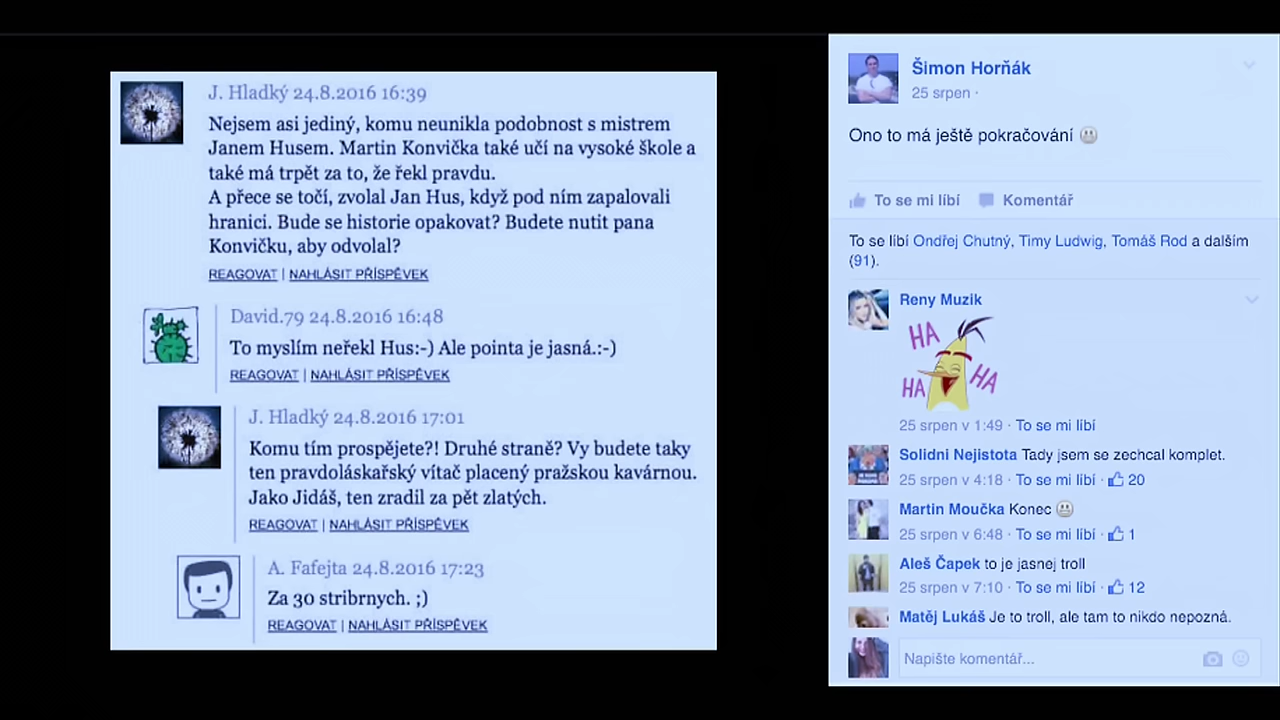 J. Hladký 24.8.2016 16:39
Nejsem asi jediný, komu neunikla podobnost s mistrem
Janem Husem. Martin Konvička také učí na vysoké škole a
také má trpět za to, že řekl pravdu.
A přece se točí, zvolal Jan Hus, když pod ním zapalovali
hranici. Bude se historie opakovat? Budete nutit pana
Konvičku, aby odvolal?
REAGOVAT | NAHLÁSIT PŘÍSPĚVEK
David.79 24.8.2016 16:48
To myslím neřekl Hus:-) Ale pointa je jasná.:-)
REAGOVAT | NAHLÁSIT PŘÍSPĚVEK
J. Hladký 24.8.2016 17:01
Komu tím prospějete?! Druhé straně? Vy budete taky
ten pravdoláskařský vítač placený pražskou kavárnou.
Jako Jidáš, ten zradil za pět zlatých.
REAGOVAT | NAHLÁSIT PŘÍSPĚVEK
A. Fafejta 24.8.2016 17:23
Za 30 stribrnych. ;)
REAGOVAT | NAHLÁSIT PŘÍSPĚVEK
Šimon Horňák
25 srpen ·
Ono to má ještě pokračování
To se mi líbí Komentář
To se líbí Ondřej Chutný, Timy Ludwig, Tomáš Rod a dalším
(91).
Reny Muzik
HA
HA HA
25 srpen v 1:49 · To se mi líbí
Solidni Nejistota Tady jsem se zechcal komplet.
25 srpen v 4:18 · To se mi líbí · 20
Martin Moučka Konec
25 srpen v 6:48 · To se mi líbí · 1
Aleš Čapek to je jasnej troll
25 srpen v 7:10 · To se mi líbí · 12
Matěj Lukáš Je to troll, ale tam to nikdo nepozná.
Napište komentář...